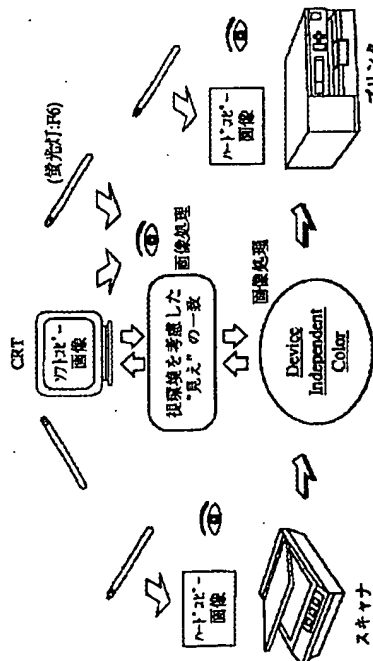 CRT
ソフトコピー
画像
(蛍光灯:F6)
視環境を考慮した
"見え"の一致
画像処理
画像処理
Device
Independent
Color
ハードコピー
画像
スキャナ
ハードコピー
画像
プリンタ